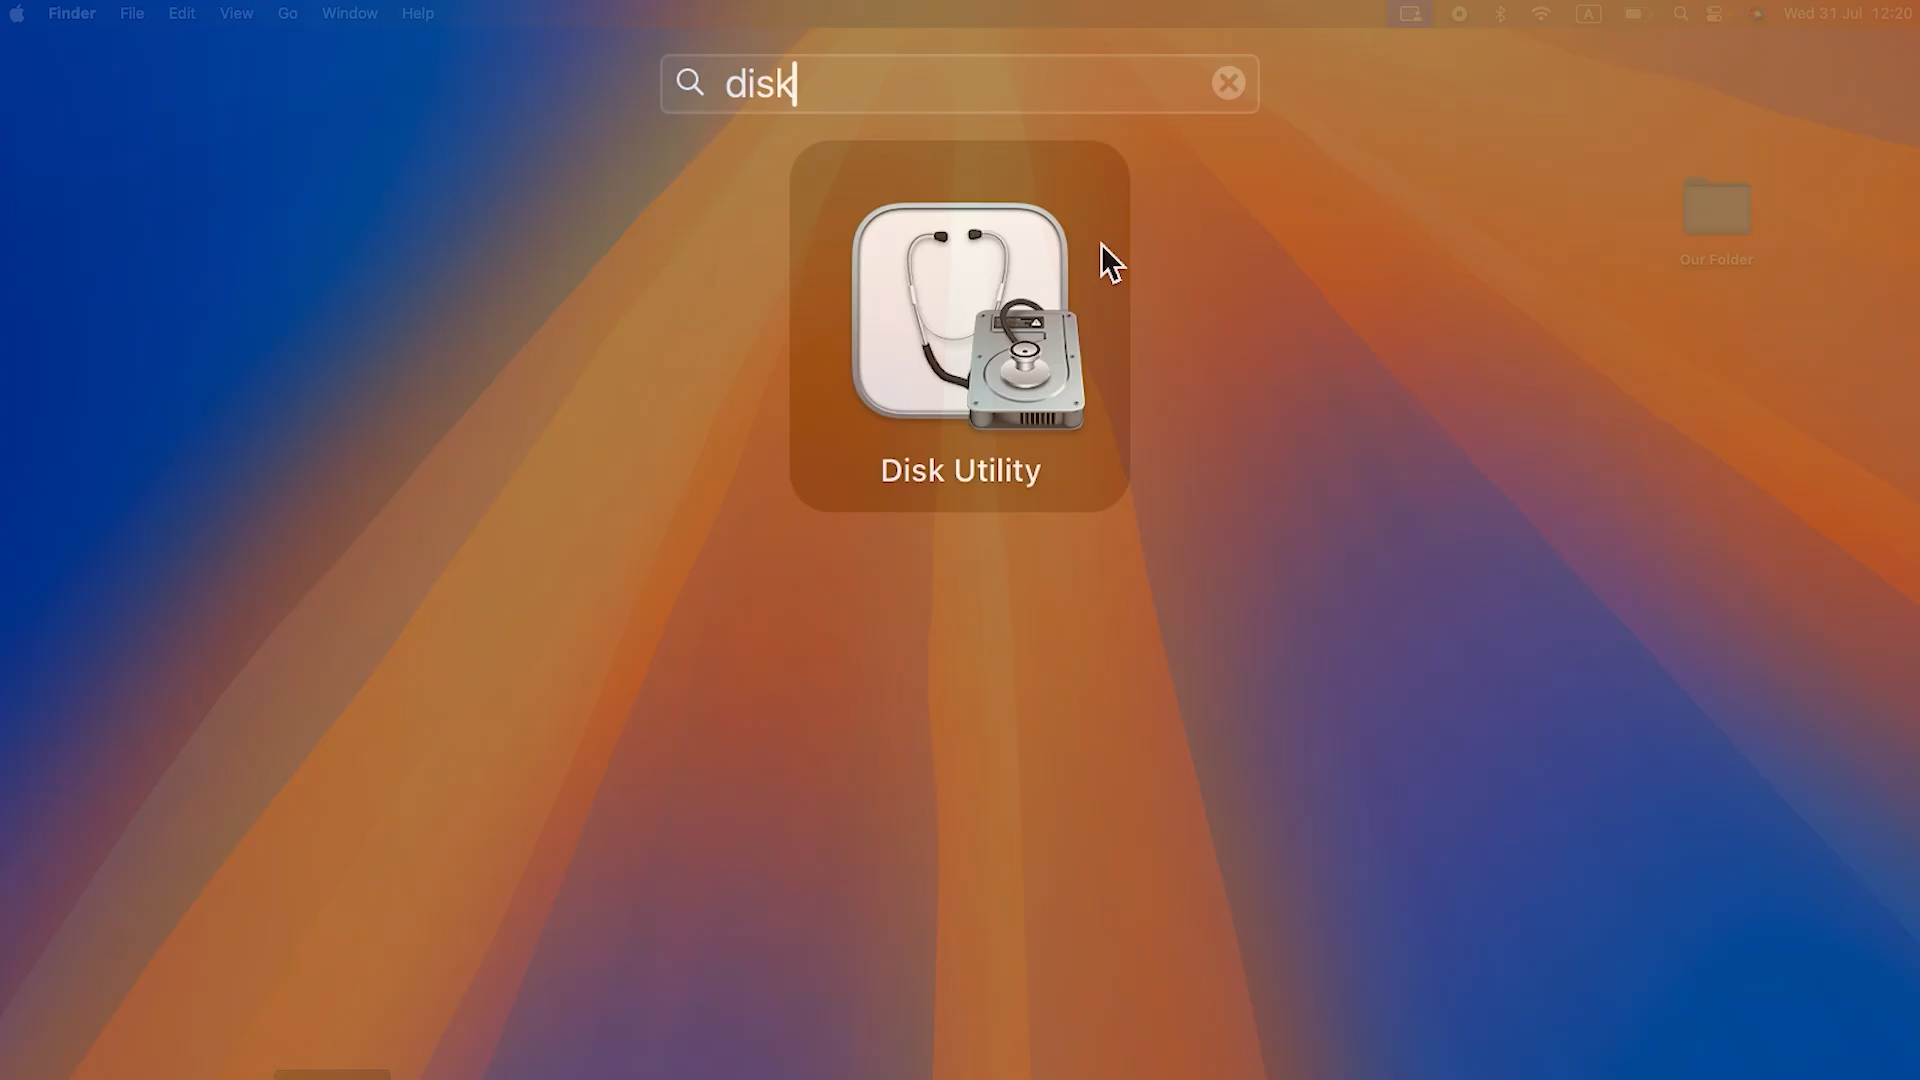 Finder File Edit View Go Window Help A Wed 31 Jul 12:20
disk
Our Folder
Disk Utility